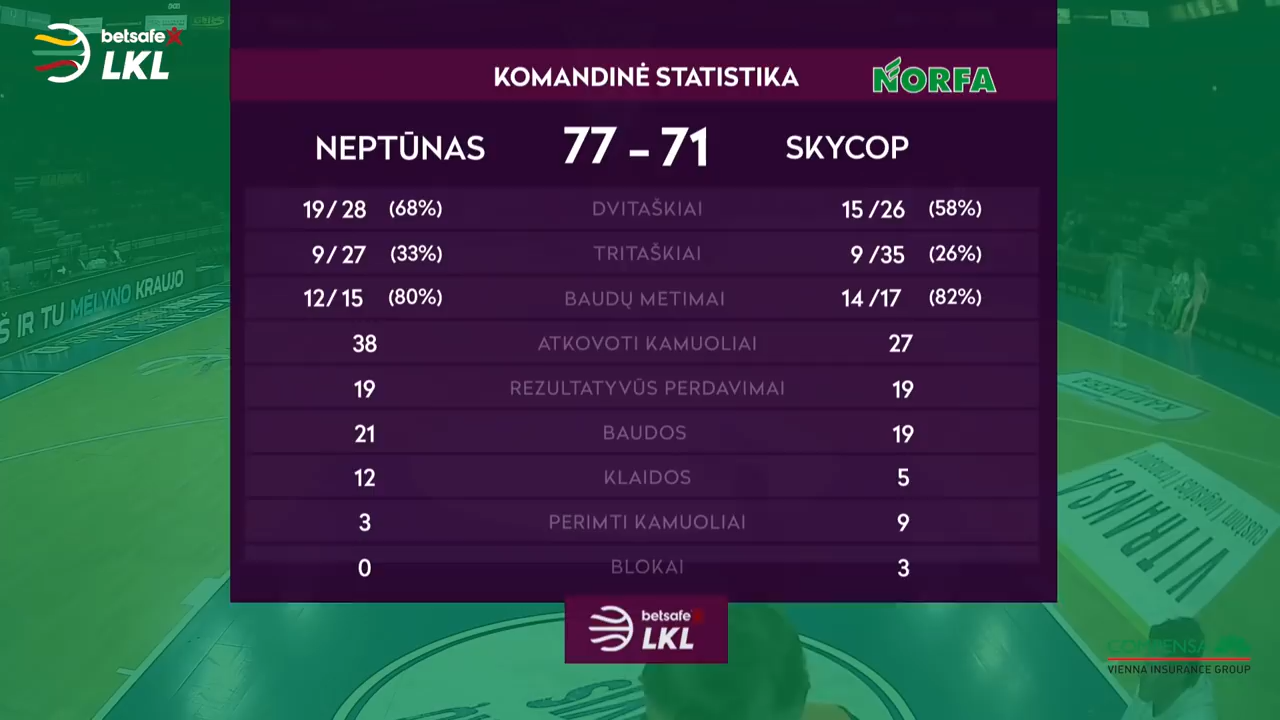 betsafe
LKL
KOMANDINĖ STATISTIKA
NORFA
NEPTŪNAS 77 – 71 SKYCOP
19/28 (68%) DVITAŠKIAI 15/26 (58%)
9/27 (33%) TRITAŠKIAI 9/35 (26%)
12/15 (80%) BAUDŲ METIMAI 14/17 (82%)
38 ATKOVOTI KAMUOLIAI 27
19 REZULTATYVŪS PERDAVIMAI 19
21 BAUDOS 19
12 KLAIDOS 5
3 PERIMTI KAMUOLIAI 9
0 BLOKAI 3
Š IR TU MĖLYNO KRAUJO
VITRANSA
betsafe
LKL
COMPENSA
VIENNA INSURANCE GROUP